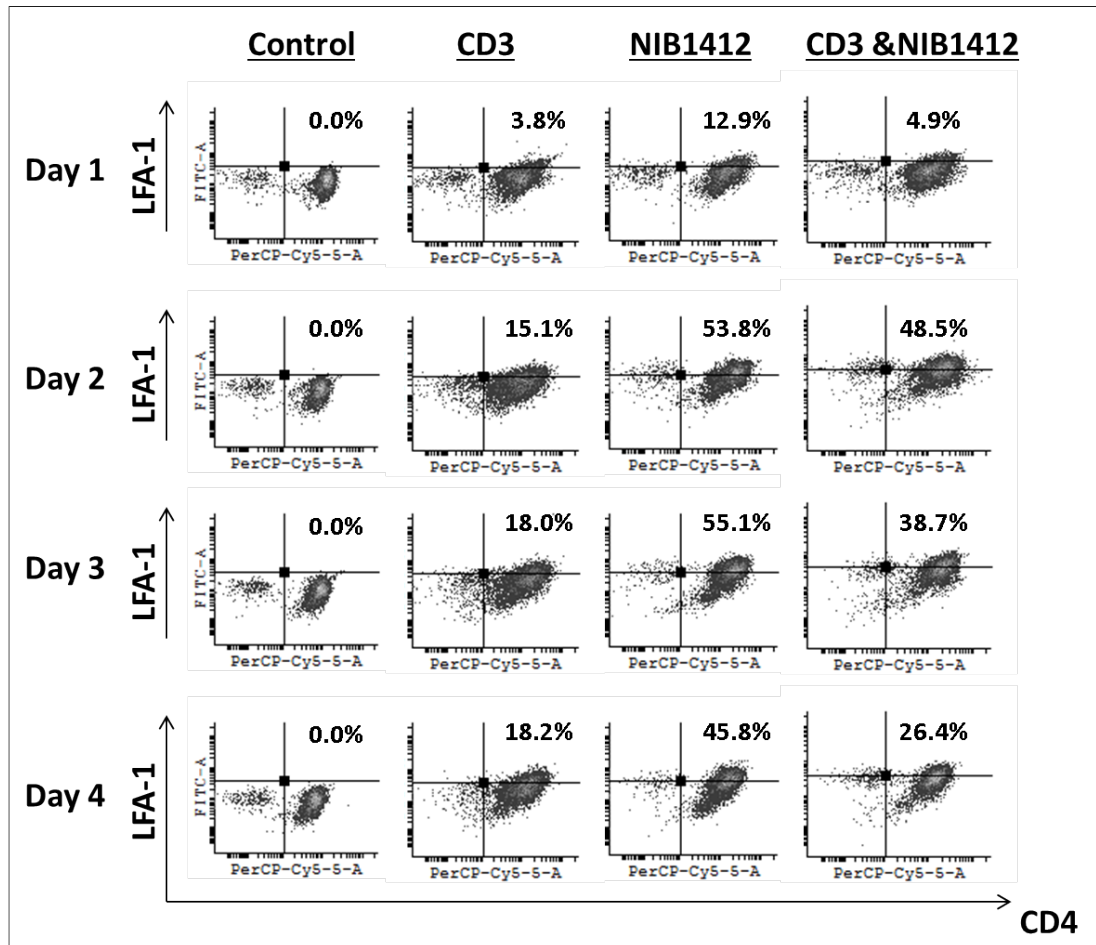 Control CD3 NIB1412 CD3 &NIB1412
Day 1 LFA-1 FITC-A 0.0% 3.8% 12.9% 4.9%
PerCP-Cy5-5-A PerCP-Cy5-5-A PerCP-Cy5-5-A PerCP-Cy5-5-A
Day 2 LFA-1 FITC-A 0.0% 15.1% 53.8% 48.5%
PerCP-Cy5-5-A PerCP-Cy5-5-A PerCP-Cy5-5-A PerCP-Cy5-5-A
Day 3 LFA-1 FITC-A 0.0% 18.0% 55.1% 38.7%
PerCP-Cy5-5-A PerCP-Cy5-5-A PerCP-Cy5-5-A PerCP-Cy5-5-A
Day 4 LFA-1 FITC-A 0.0% 18.2% 45.8% 26.4%
PerCP-Cy5-5-A PerCP-Cy5-5-A PerCP-Cy5-5-A PerCP-Cy5-5-A
CD4